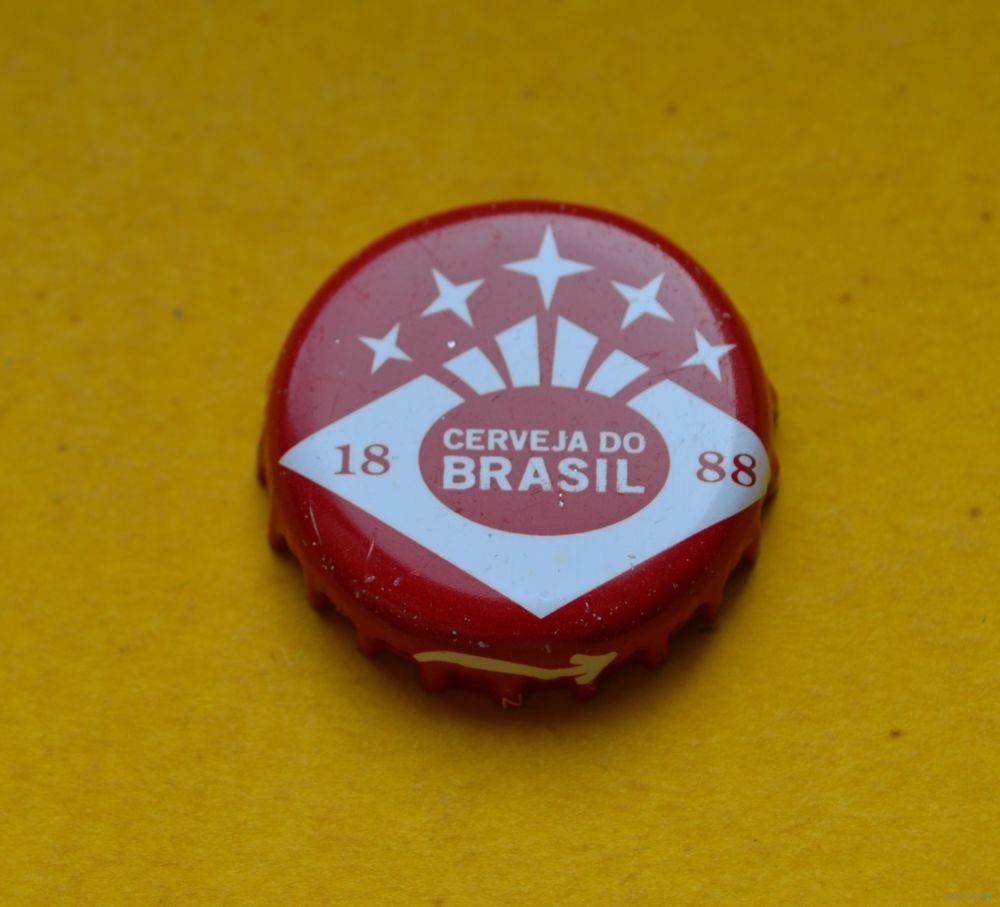 18
CERVEJA DO
BRASIL
88